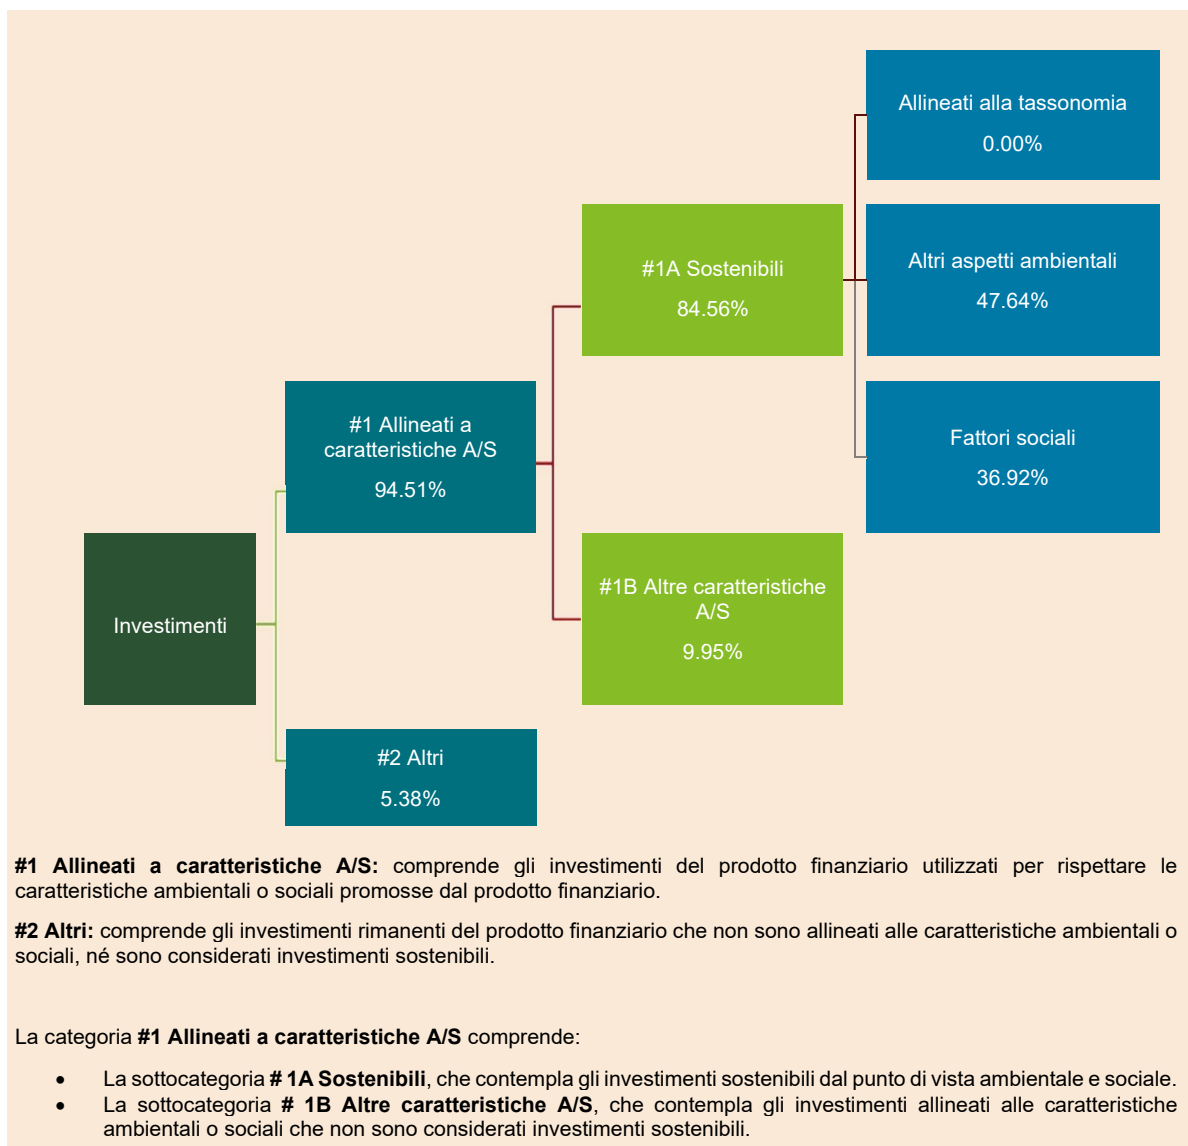 Allineati alla tassonomia
0.00%
#1A Sostenibili
84.56%
Altri aspetti ambientali
47.64%
#1 Allineati a
caratteristiche A/S
94.51%
Fattori sociali
36.92%
Investimenti
#1B Altre caratteristiche
A/S
9.95%
#2 Altri
5.38%
#1 Allineati a caratteristiche A/S: comprende gli investimenti del prodotto finanziario utilizzati per rispettare le
caratteristiche ambientali o sociali promosse dal prodotto finanziario.
#2 Altri: comprende gli investimenti rimanenti del prodotto finanziario che non sono allineati alle caratteristiche ambientali o
sociali, né sono considerati investimenti sostenibili.
La categoria #1 Allineati a caratteristiche A/S comprende:
• La sottocategoria # 1A Sostenibili, che contempla gli investimenti sostenibili dal punto di vista ambientale e sociale.
• La sottocategoria # 1B Altre caratteristiche A/S, che contempla gli investimenti allineati alle caratteristiche
ambientali o sociali che non sono considerati investimenti sostenibili.